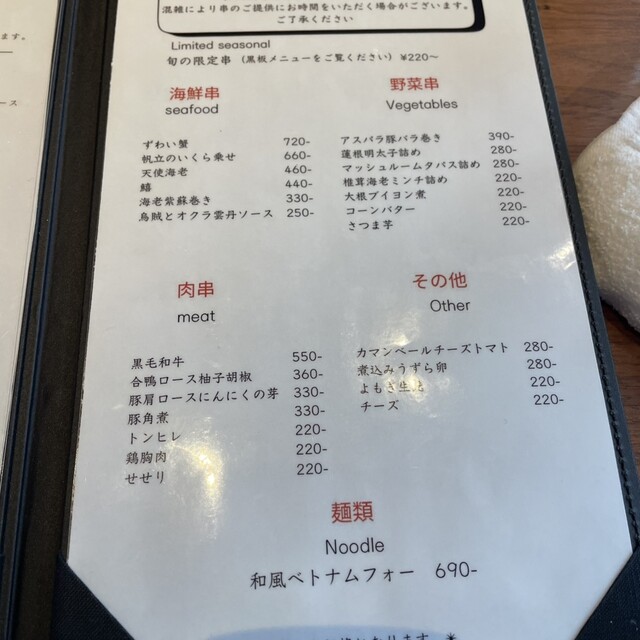 ます。
ース
混雑により串のご提供にお時間をいただく場合がございます。
ご了承ください
Limited seasonal
旬の限定串 (黒板メニューをご覧ください) ¥220~
海鮮串
seafood
ずわい蟹 720-
帆立のいくら乗せ 660-
天使海老 460-
鱚 440-
海老紫蘇巻き 330-
烏賊とオクラ雲丹ソース 250-
野菜串
Vegetables
アスパラ豚バラ巻き 390-
蓮根明太子詰め 280-
マッシュルームタパス詰め 280-
椎茸海老ミンチ詰め 220-
大根ブイヨン煮 220-
コーンバター 220-
さつま芋 220-
肉串
meat
黒毛和牛 550-
合鴨ロース柚子胡椒 360-
豚肩ロースにんにくの芽 330-
豚角煮 330-
トンヒレ 220-
鶏胸肉 220-
せせり 220-
その他
Other
カマンベールチーズトマト 280-
煮込みうずら卵 280-
よもぎ生 220-
チーズ 220-
麺類
Noodle
和風ベトナムフォー 690-
なります。*